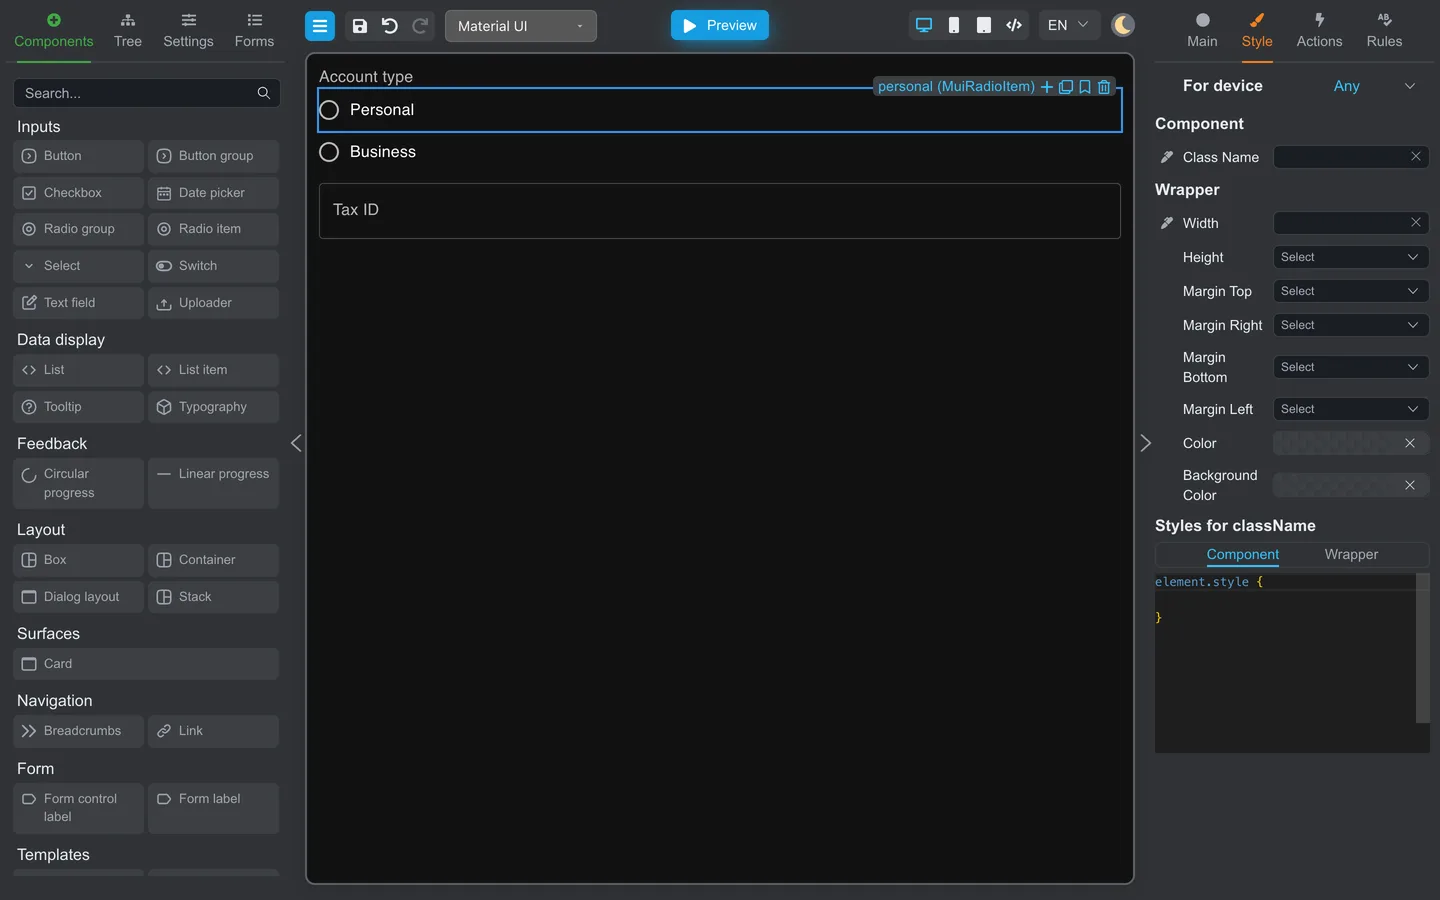 Components
Tree
Settings
Forms
Material UI
Preview
EN
Main
Style
Actions
AB
Rules
Search...
Inputs
Button
Button group
Checkbox
Date picker
Radio group
Radio item
Select
Switch
Text field
Uploader
Data display
List
List item
Tooltip
Typography
Feedback
Circular
progress
Linear progress
Layout
Box
Container
Dialog layout
Stack
Surfaces
Card
Navigation
Breadcrumbs
Link
Form
Form control
label
Form label
Templates
Account type
personal (MuiRadioItem)
Personal
Business
Tax ID
For device
Any
Component
Class Name
Wrapper
Width
Height
Select
Margin Top
Select
Margin Right
Select
Margin
Bottom
Select
Margin Left
Select
Color
Background
Color
Styles for className
Component
Wrapper
element.style {
}